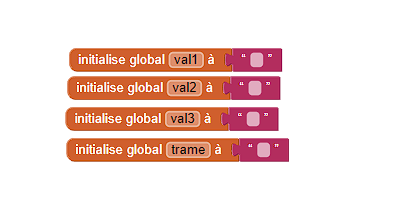 initialise global val1 à “ ”
initialise global val2 à “ ”
initialise global val3 à “ ”
initialise global trame à “ ”